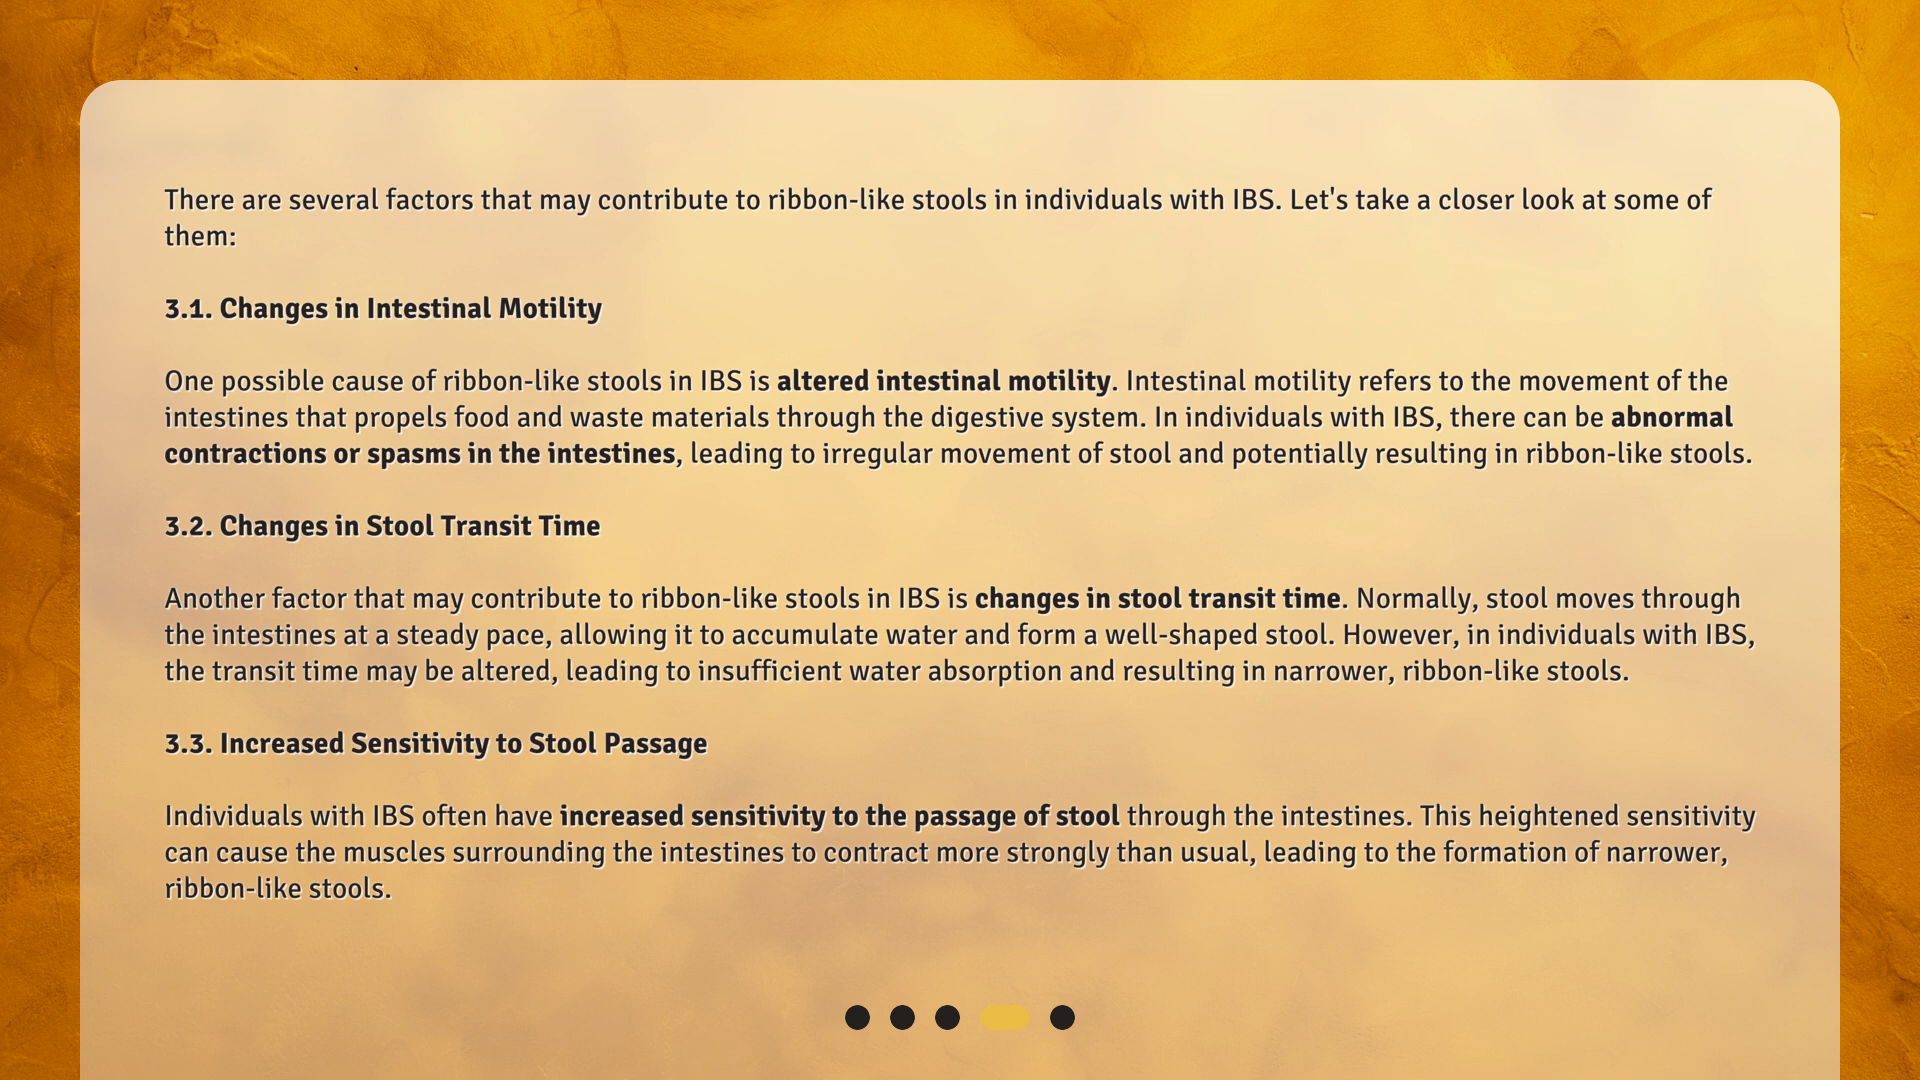 There are several factors that may contribute to ribbon-like stools in individuals with IBS. Let's take a closer look at some of
them:
3.1. Changes in Intestinal Motility
One possible cause of ribbon-like stools in IBS is altered intestinal motility. Intestinal motility refers to the movement of the
intestines that propels food and waste materials through the digestive system. In individuals with IBS, there can be abnormal
contractions or spasms in the intestines, leading to irregular movement of stool and potentially resulting in ribbon-like stools.
3.2. Changes in Stool Transit Time
Another factor that may contribute to ribbon-like stools in IBS is changes in stool transit time. Normally, stool moves through
the intestines at a steady pace, allowing it to accumulate water and form a well-shaped stool. However, in individuals with IBS,
the transit time may be altered, leading to insufficient water absorption and resulting in narrower, ribbon-like stools.
3.3. Increased Sensitivity to Stool Passage
Individuals with IBS often have increased sensitivity to the passage of stool through the intestines. This heightened sensitivity
can cause the muscles surrounding the intestines to contract more strongly than usual, leading to the formation of narrower,
ribbon-like stools.